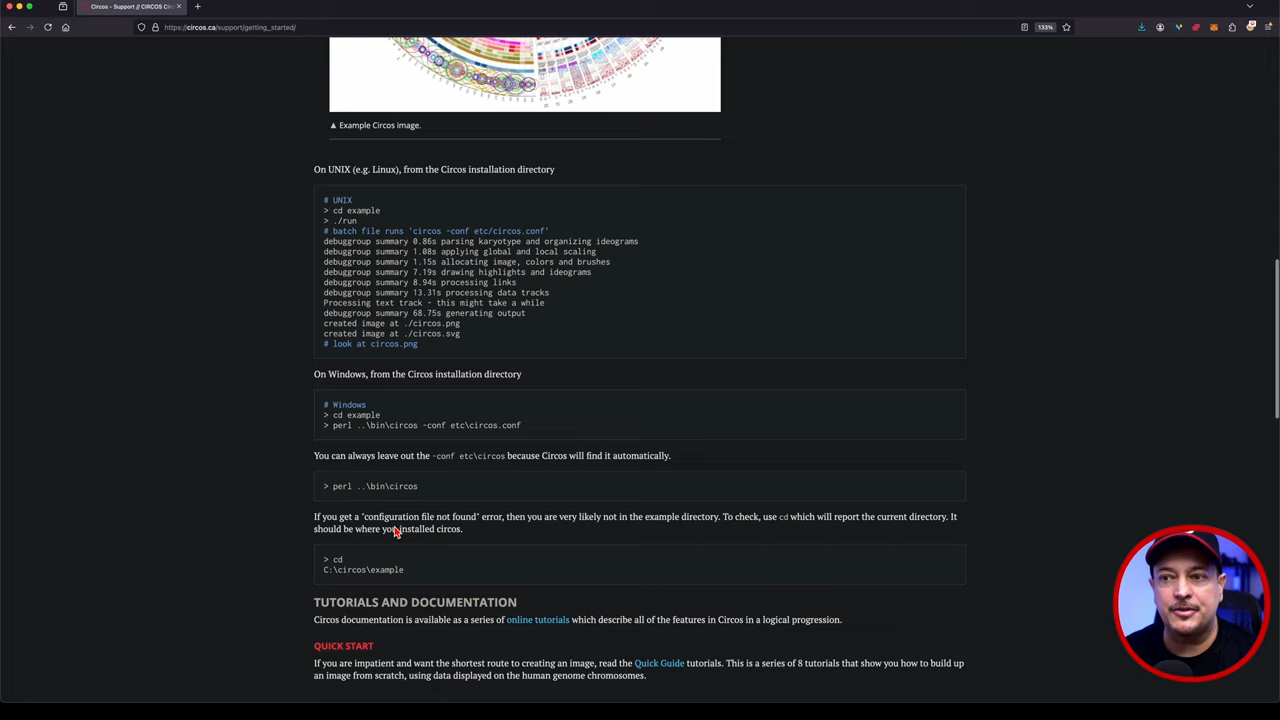 Circos - Support // CIRCOS Cir
https://circos.ca/support/getting_started/
133%
▲ Example Circos image.
On UNIX (e.g. Linux), from the Circos installation directory
# UNIX
> cd example
> ./run
# batch file runs 'circos -conf etc/circos.conf'
debuggroup summary 0.86s parsing karyotype and organizing ideograms
debuggroup summary 1.08s applying global and local scaling
debuggroup summary 1.15s allocating image, colors and brushes
debuggroup summary 7.19s drawing highlights and ideograms
debuggroup summary 8.94s processing links
debuggroup summary 13.31s processing data tracks
Processing text track - this might take a while
debuggroup summary 68.75s generating output
created image at ./circos.png
created image at ./circos.svg
# look at circos.png
On Windows, from the Circos installation directory
# Windows
> cd example
> perl ..\bin\circos -conf etc\circos.conf
You can always leave out the -conf etc\circos because Circos will find it automatically.
> perl ..\bin\circos
If you get a "configuration file not found" error, then you are very likely not in the example directory. To check, use cd which will report the current directory. It
should be where you installed circos.
> cd
C:\circos\example
TUTORIALS AND DOCUMENTATION
Circos documentation is available as a series of online tutorials which describe all of the features in Circos in a logical progression.
QUICK START
If you are impatient and want the shortest route to creating an image, read the Quick Guide tutorials. This is a series of 8 tutorials that show you how to build up
an image from scratch, using data displayed on the human genome chromosomes.